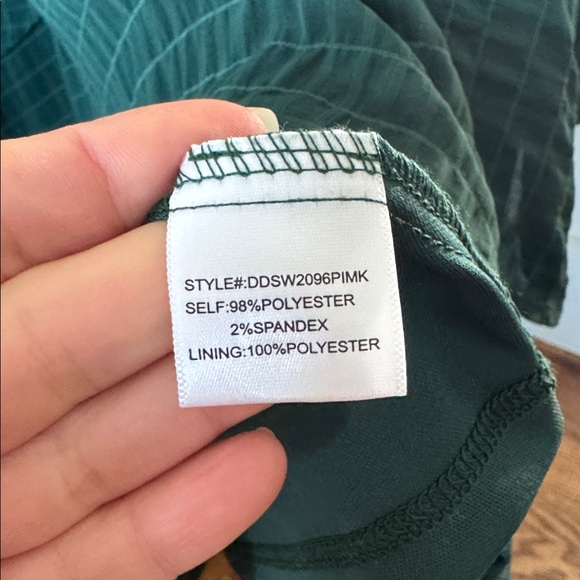 STYLE#:DDSW2096PIMK
SELF:98%POLYESTER
2%SPANDEX
LINING:100%POLYESTER